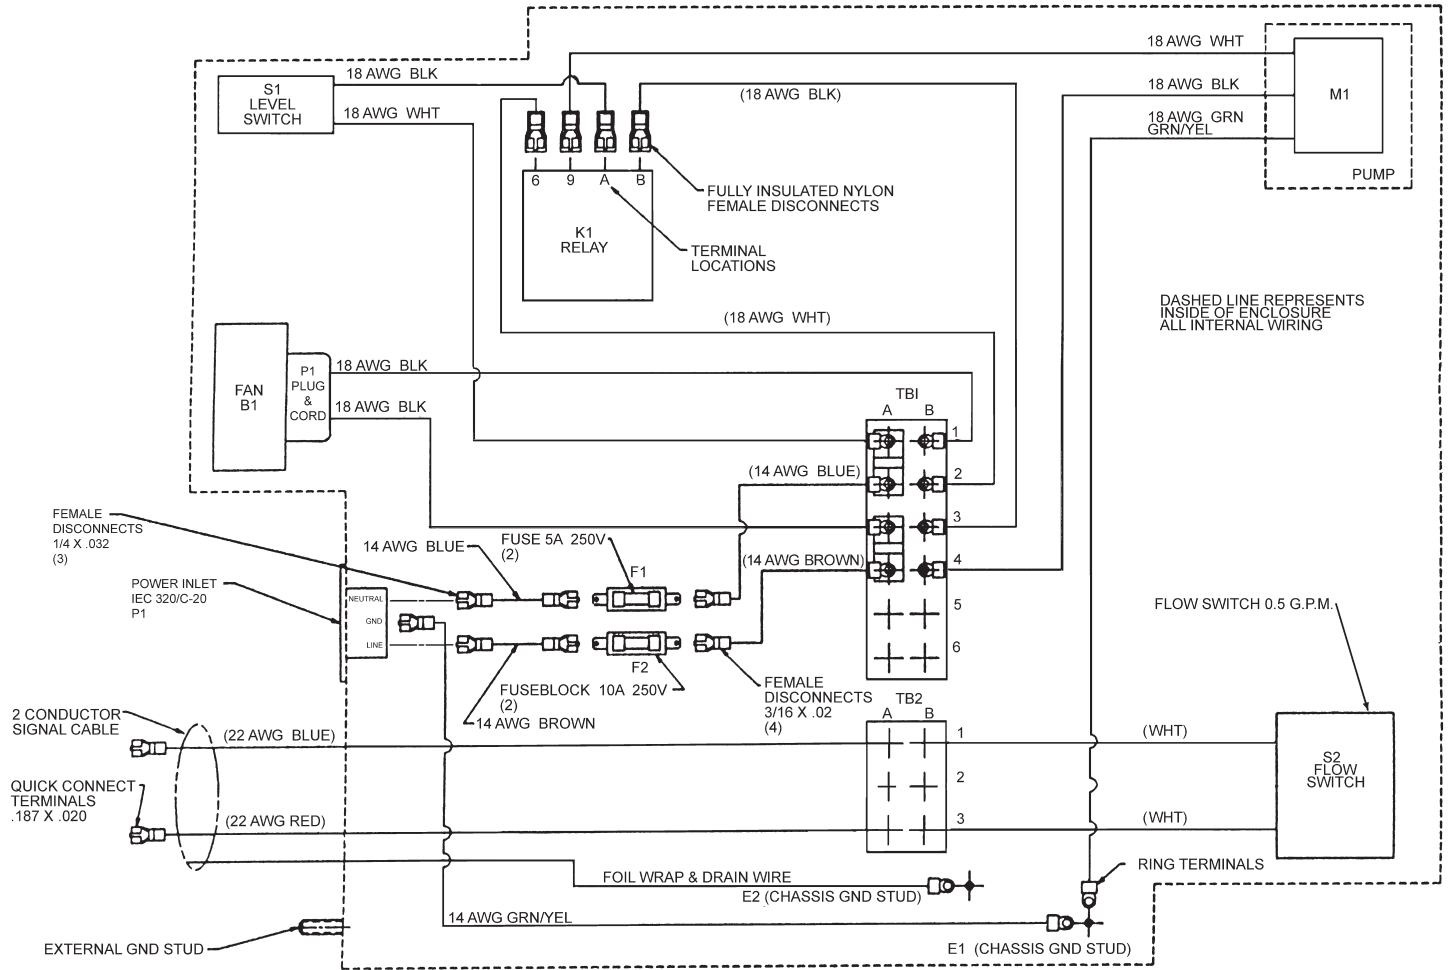 18 AWG WHT
18 AWG BLK
(18 AWG BLK)
18 AWG BLK
S1
LEVEL
SWITCH
18 AWG WHT
M1
18 AWG GRN
GRN/YEL
PUMP
6 9 A B
FULLY INSULATED NYLON
FEMALE DISCONNECTS
K1
RELAY
TERMINAL
LOCATIONS
DASHED LINE REPRESENTS
INSIDE OF ENCLOSURE
ALL INTERNAL WIRING
(18 AWG WHT)
FAN
B1
P1
PLUG
&
CORD
18 AWG BLK
18 AWG BLK
TBI
A B
1
2
3
4
5
6
(14 AWG BLUE)
(14 AWG BROWN)
FEMALE
DISCONNECTS
1/4 X .032
(3)
14 AWG BLUE
FUSE 5A 250V
(2)
F1
POWER INLET
IEC 320/C-20
P1
NEUTRAL
GND
LINE
F2
FUSEBLOCK 10A 250V
(2)
14 AWG BROWN
FEMALE
DISCONNECTS
3/16 X .02
(4)
FLOW SWITCH 0.5 G.P.M.
TB2
A B
1
2
3
2 CONDUCTOR
SIGNAL CABLE
(22 AWG BLUE)
(WHT)
S2
FLOW
SWITCH
QUICK CONNECT
TERMINALS
.187 X .020
(22 AWG RED)
(WHT)
RING TERMINALS
FOIL WRAP & DRAIN WIRE
E2 (CHASSIS GND STUD)
14 AWG GRN/YEL
E1 (CHASSIS GND STUD)
EXTERNAL GND STUD